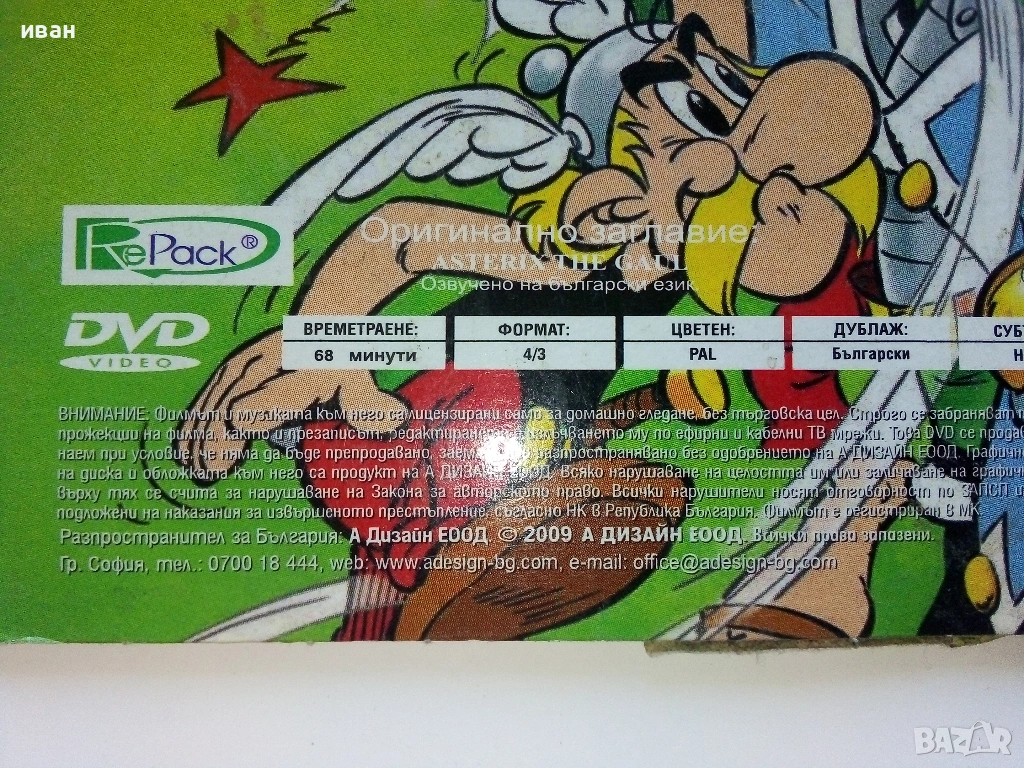 иван
RePack®
Оригинално заглавие:
ASTERIX THE GAUL
Озвучено на български език.
DVD
VIDEO
ВРЕМЕТРАЕНЕ: ФОРМАТ: ЦВЕТЕН: ДУБЛАЖ: СУБ
68 минути 4/3 PAL Български Н
ВНИМАНИЕ: Филмът и музиката към него са лицензирани само за домашно гледане, без търговска цел. Строго се забраняват
прожекции на филма, както и презаписът, редактирането, излъчването му по ефирни и кабелни ТВ мрежи. Това DVD се прода
наем при условие, че няма да бъде препродавано, заемано, разпространявано без одобрението на А ДИЗАЙН ЕООД. Графичн
на диска и обложката към него са продукт на А ДИЗАЙН ЕООД. Всяко нарушаване на целостта им или заличаване на графичн
върху тях се счита за нарушаване на Закона за авторското право. Всички нарушители носят отговорност по ЗАПСП и
подложени на наказания за извършеното престъпление, съгласно НК в Република България. Филмът е регистриран в МК
Разпространител за България: А Дизайн ЕООД, © 2009 А ДИЗАЙН ЕООД. Всички права запазени.
Гр. София, тел.: 0700 18 444, web: www.adesign-bg.com, e-mail: office@adesign-bg.com
BAZAR